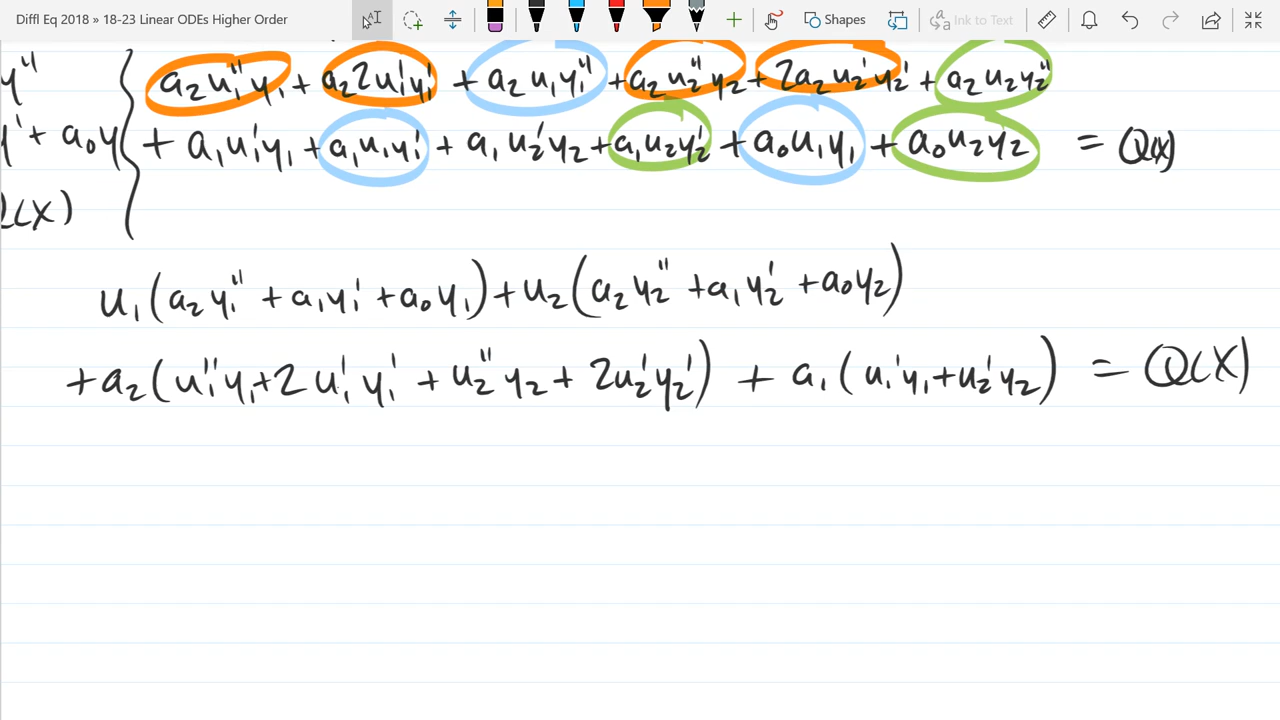 Diffl Eq 2018 » 18-23 Linear ODEs Higher Order
Shapes
Link to Text
y'' { a₂u₁''y₁ + a₂2u₁'y₁' + a₂u₁y₁'' + a₂u₂''y₂ + 2a₂u₂'y₂' + a₂u₂y₂''
y' + a₀y + a₁u₁'y₁ + a₁u₁y₁' + a₁u₂'y₂ + a₁u₂y₂' + a₀u₁y₁ + a₀u₂y₂ = Q(x)
Q(x)
u₁(a₂y₁'' + a₁y₁' + a₀y₁) + u₂(a₂y₂'' + a₁y₂' + a₀y₂)
+ a₂(u₁''y₁ + 2u₁'y₁' + u₂''y₂ + 2u₂'y₂') + a₁(u₁'y₁ + u₂'y₂) = Q(x)